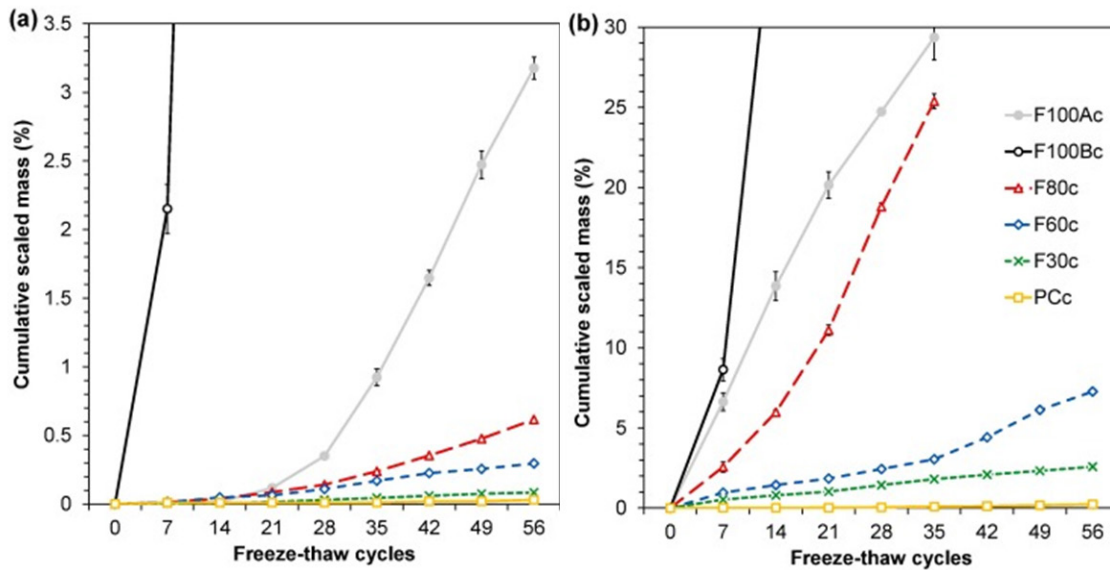 (a)
3.5
3
2.5
2
1.5
1
0.5
0
Cumulative scaled mass (%)
0 7 14 21 28 35 42 49 56
Freeze-thaw cycles
(b)
30
25
20
15
10
5
0
Cumulative scaled mass (%)
0 7 14 21 28 35 42 49 56
Freeze-thaw cycles
F100Ac
F100Bc
F80c
F60c
F30c
PCc